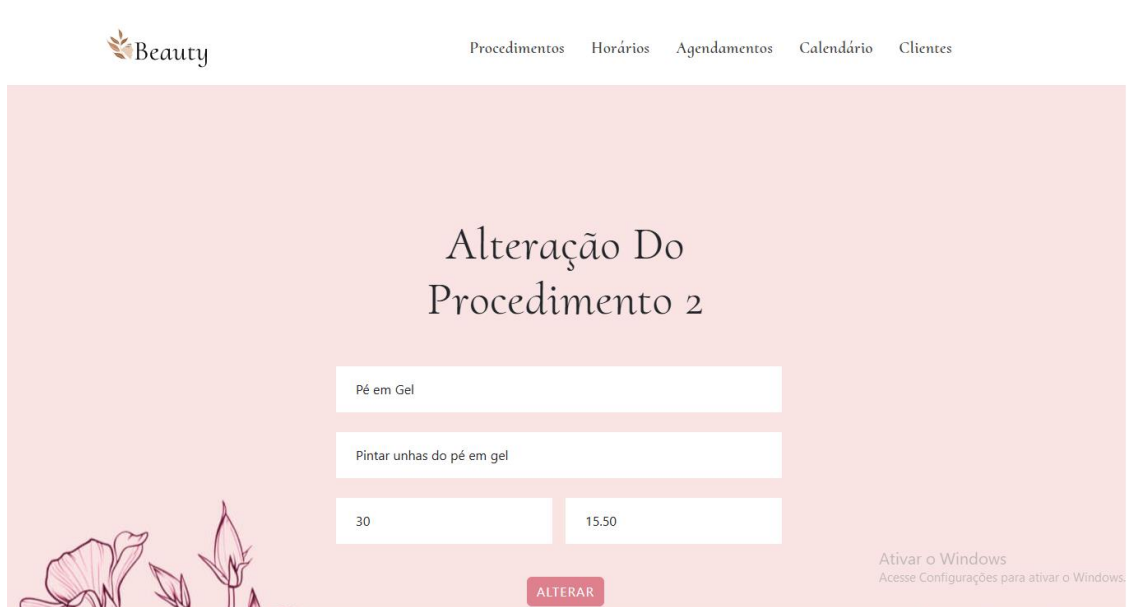 Beauty
Procedimentos Horários Agendamentos Calendário Clientes
Alteração Do
Procedimento 2
Pé em Gel
Pintar unhas do pé em gel
30 15.50
Ativar o Windows
Acesse Configurações para ativar o Windows.
ALTERAR